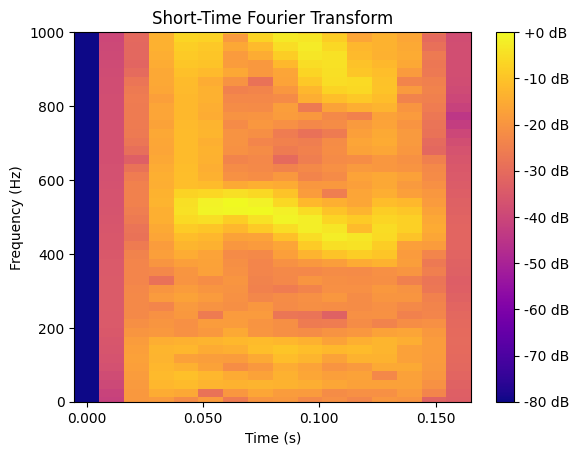 Short-Time Fourier Transform
Frequency (Hz)
1000
800
600
400
200
0
0.000
0.050
0.100
0.150
Time (s)
+0 dB
-10 dB
-20 dB
-30 dB
-40 dB
-50 dB
-60 dB
-70 dB
-80 dB